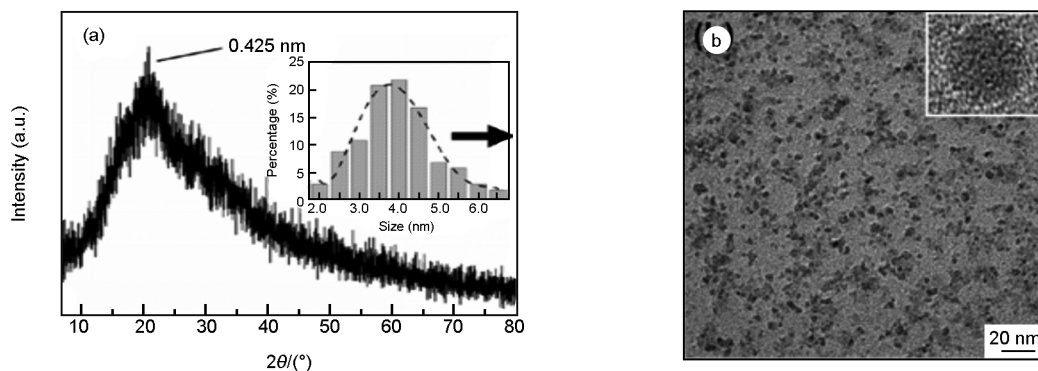 (a)
0.425 nm
Intensity (a.u.)
10 20 30 40 50 60 70 80
2θ/(°)
Percentage (%)
25
20
15
10
5
0
2.0 3.0 4.0 5.0 6.0
Size (nm)
b
20 nm